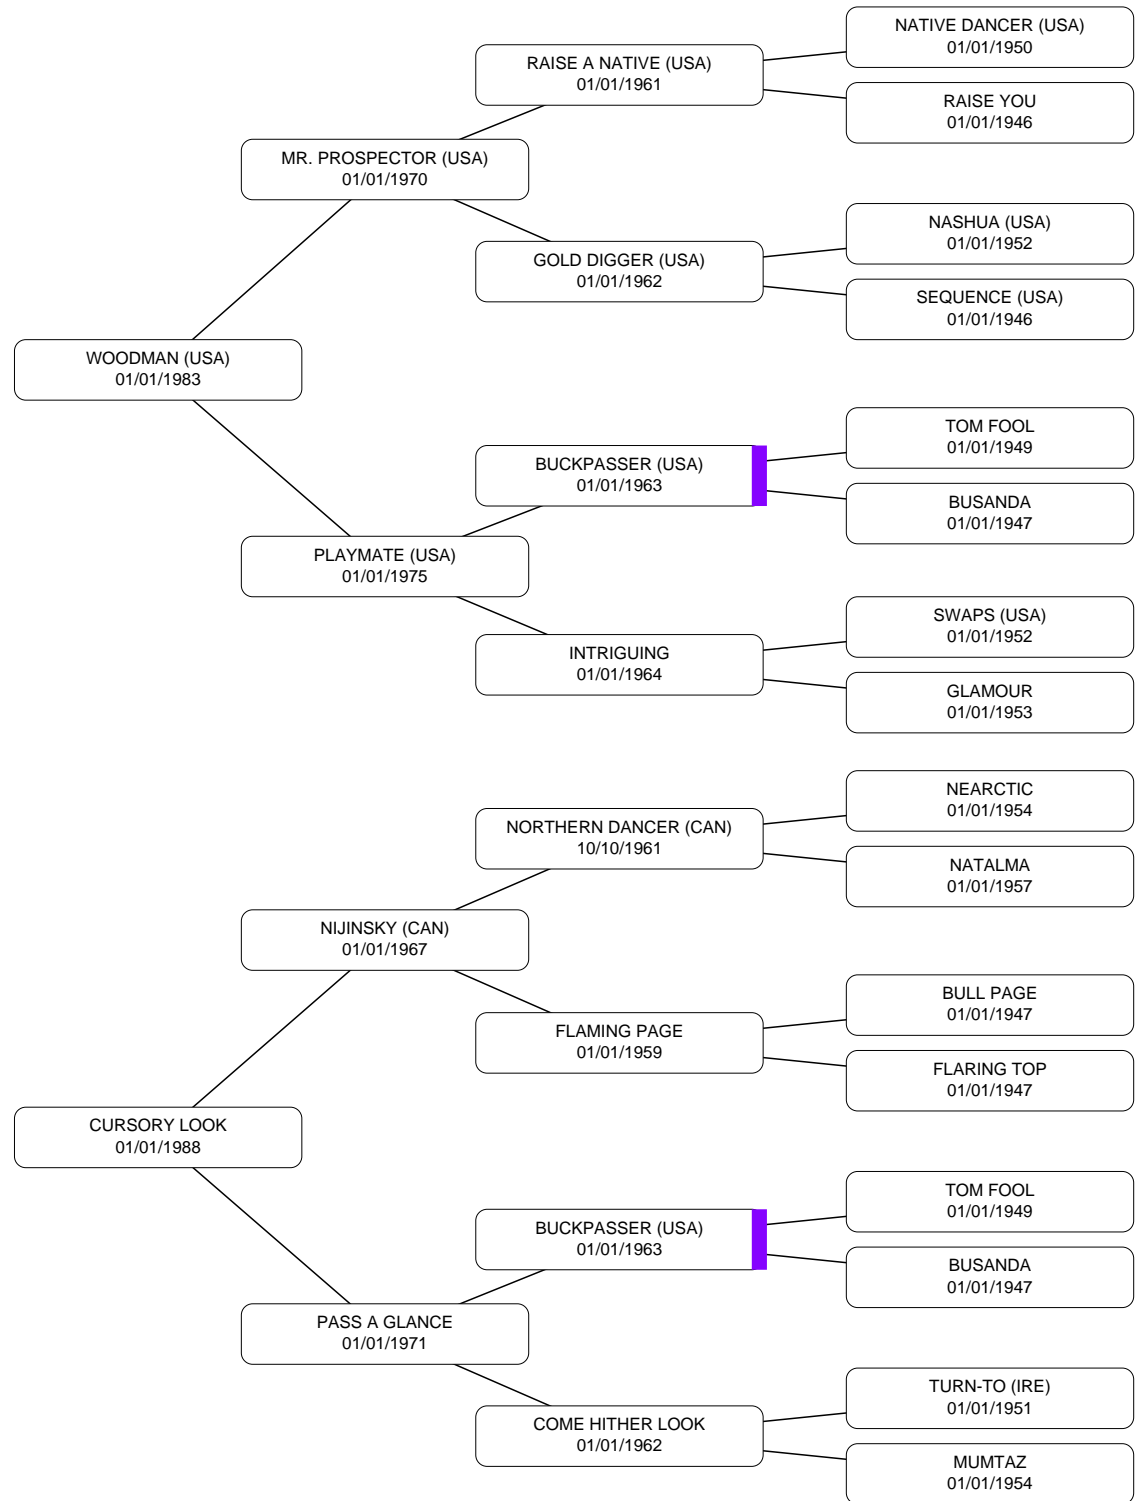 NATIVE DANCER (USA)
01/01/1950
RAISE A NATIVE (USA)
01/01/1961
RAISE YOU
01/01/1946
MR. PROSPECTOR (USA)
01/01/1970
NASHUA (USA)
01/01/1952
GOLD DIGGER (USA)
01/01/1962
SEQUENCE (USA)
01/01/1946
WOODMAN (USA)
01/01/1983
TOM FOOL
01/01/1949
BUCKPASSER (USA)
01/01/1963
BUSANDA
01/01/1947
PLAYMATE (USA)
01/01/1975
SWAPS (USA)
01/01/1952
INTRIGUING
01/01/1964
GLAMOUR
01/01/1953
NEARCTIC
01/01/1954
NORTHERN DANCER (CAN)
10/10/1961
NATALMA
01/01/1957
NIJINSKY (CAN)
01/01/1967
BULL PAGE
01/01/1947
FLAMING PAGE
01/01/1959
FLARING TOP
01/01/1947
CURSORY LOOK
01/01/1988
TOM FOOL
01/01/1949
BUCKPASSER (USA)
01/01/1963
BUSANDA
01/01/1947
PASS A GLANCE
01/01/1971
TURN-TO (IRE)
01/01/1951
COME HITHER LOOK
01/01/1962
MUMTAZ
01/01/1954